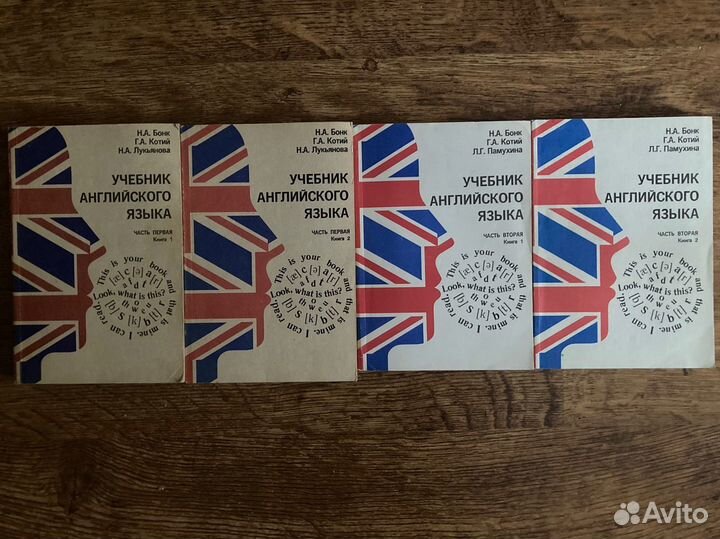 Н.А. Бонк
Г.А. Котий
Н.А. Лукьянова
УЧЕБНИК
АНГЛИЙСКОГО
ЯЗЫКА
ЧАСТЬ ПЕРВАЯ
Книга 1
This is your book and that is mine. I can read.
[æ] c [ə] a [r]
a d f
Look, what is this?
t h o w e u
[b] S [k] b [t] r
Н.А. Бонк
Г.А. Котий
Н.А. Лукьянова
УЧЕБНИК
АНГЛИЙСКОГО
ЯЗЫКА
ЧАСТЬ ПЕРВАЯ
Книга 2
This is your book and that is mine. I can read.
[æ] c [ə] a [r]
a d f
Look, what is this?
t h o w e u
[b] S [k] b [t] r
Н.А. Бонк
Г.А. Котий
Л.Г. Памухина
УЧЕБНИК
АНГЛИЙСКОГО
ЯЗЫКА
ЧАСТЬ ВТОРАЯ
Книга 1
This is your book and that is mine. I can read.
[æ] c [ə] a [r]
a d f
Look, what is this?
t h o w e u
[b] S [k] b [t] r
Н.А. Бонк
Г.А. Котий
Л.Г. Памухина
УЧЕБНИК
АНГЛИЙСКОГО
ЯЗЫКА
ЧАСТЬ ВТОРАЯ
Книга 2
This is your book and that is mine. I can read.
[æ] c [ə] a [r]
a d f
Look, what is this?
t h o w e u
[b] S [k] b [t] r
Avito